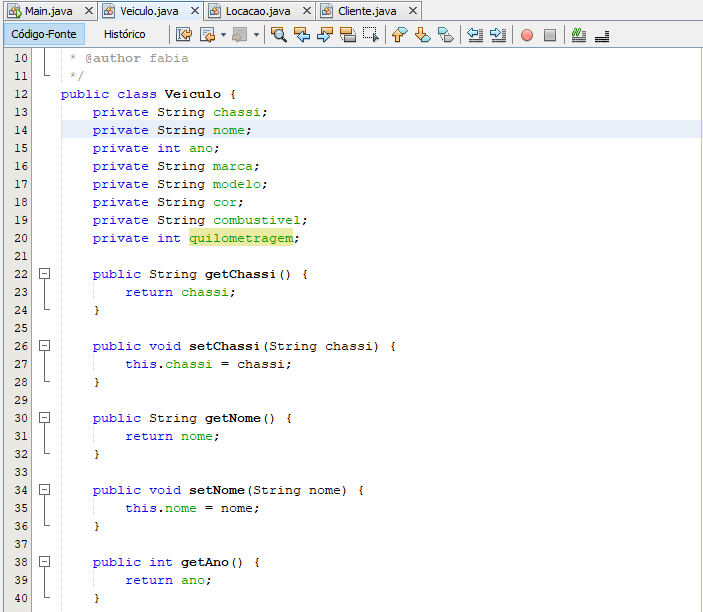 Main.java Veiculo.java Locacao.java Cliente.java
Código-Fonte Histórico
10 * @author fabia
11 */
12 public class Veiculo {
13 private String chassi;
14 private String nome;
15 private int ano;
16 private String marca;
17 private String modelo;
18 private String cor;
19 private String combustivel;
20 private int quilometragem;
21
22 public String getChassi() {
23 return chassi;
24 }
25
26 public void setChassi(String chassi) {
27 this.chassi = chassi;
28 }
29
30 public String getNome() {
31 return nome;
32 }
33
34 public void setNome(String nome) {
35 this.nome = nome;
36 }
37
38 public int getAno() {
39 return ano;
40 }